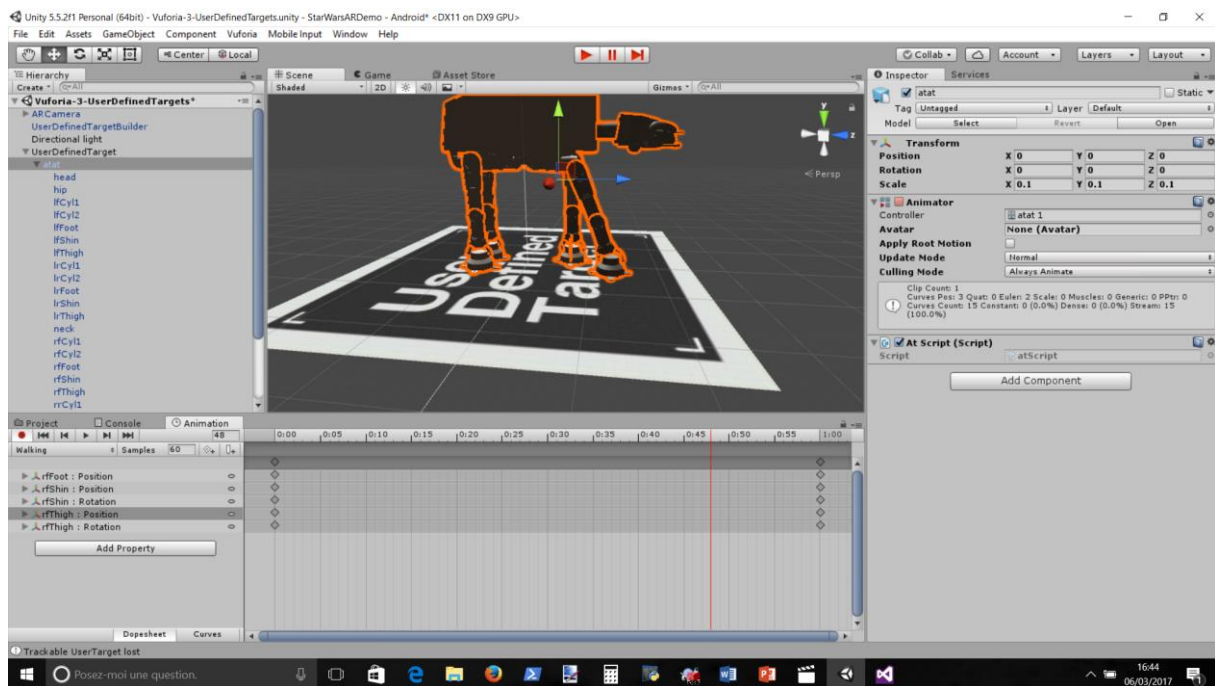 Unity 5.5.2f1 Personal (64bit) - Vuforia-3-UserDefinedTargets.unity - StarWarsARDemo - Android* <DX11 on DX9 GPU>
File Edit Assets GameObject Component Vuforia Mobile Input Window Help
Center Local Collab Account Layers Layout
Hierarchy
Create All
Vuforia-3-UserDefinedTargets*
ARCamera
UserDefinedTargetBuilder
Directional light
UserDefinedTarget
atat
head
hip
lfCyl1
lfCyl2
lfFoot
lfShin
lfThigh
lrCyl1
lrCyl2
lrFoot
lrShin
lrThigh
neck
rfCyl1
rfCyl2
rfFoot
rfShin
rfThigh
rrCyl1
Scene Game Asset Store
Shaded 2D Gizmos All
y
z
Persp
User
Defined
Target
Inspector Services
atat Static
Tag Untagged Layer Default
Model Select Revert Open
Transform
Position X 0 Y 0 Z 0
Rotation X 0 Y 0 Z 0
Scale X 0.1 Y 0.1 Z 0.1
Animator
Controller atat 1
Avatar None (Avatar)
Apply Root Motion
Update Mode Normal
Culling Mode Always Animate
Clip Count: 1
Curves Pos: 3 Quat: 0 Euler: 2 Scale: 0 Muscles: 0 Generic: 0 PPtr: 0
Curves Count: 15 Constant: 0 (0.0%) Dense: 0 (0.0%) Stream: 15
(100.0%)
At Script (Script)
Script atScript
Add Component
Project Console Animation
48 0:00 0:05 0:10 0:15 0:20 0:25 0:30 0:35 0:40 0:45 0:50 0:55 1:00
Walking Samples 60
rfFoot : Position
rfShin : Position
rfShin : Rotation
rfThigh : Position
rfThigh : Rotation
Add Property
Dopesheet Curves
Trackable UserTarget lost
Posez-moi une question.
16:44
06/03/2017